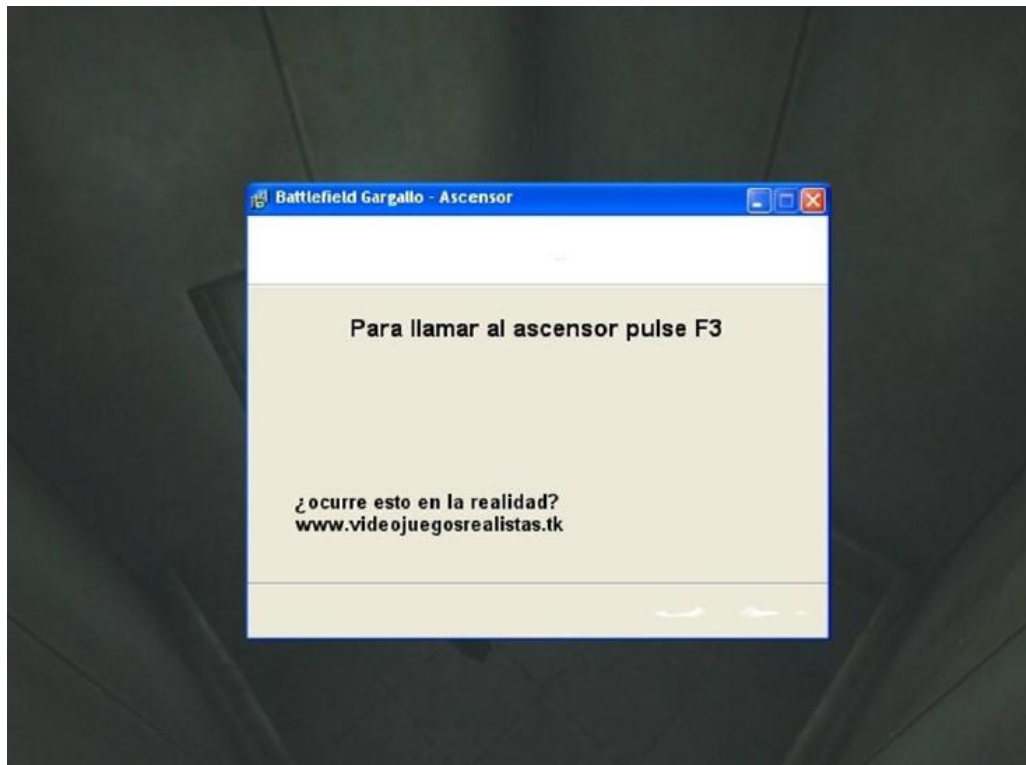 Battlefield Gargallo - Ascensor
Para llamar al ascensor pulse F3
¿ocurre esto en la realidad?
www.videojuegosrealistas.tk